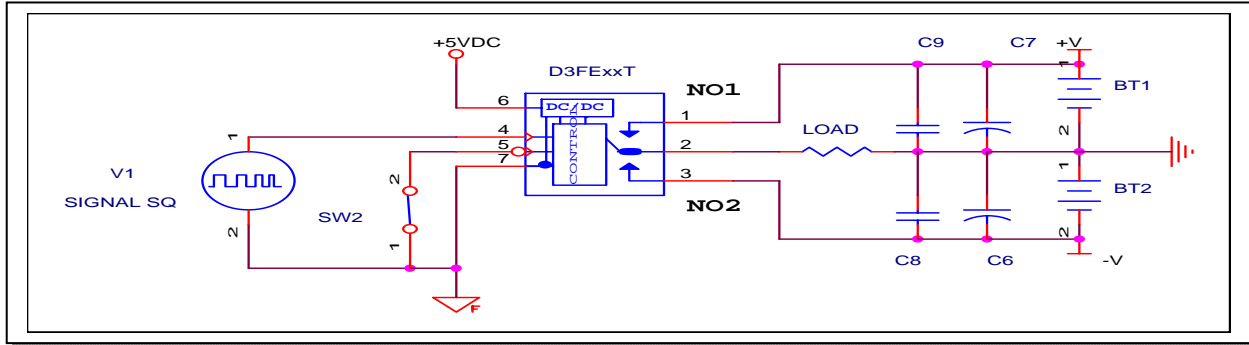 +5VDC
C9
C7
+V
D3FExxT
NO1
1
BT1
6
DC/DC
1
2
LOAD
1
4
5
7
CONTROL
2
3
1
V1
SIGNAL SQ
2
SW2
1
2
NO2
BT2
2
C8
C6
-V
F